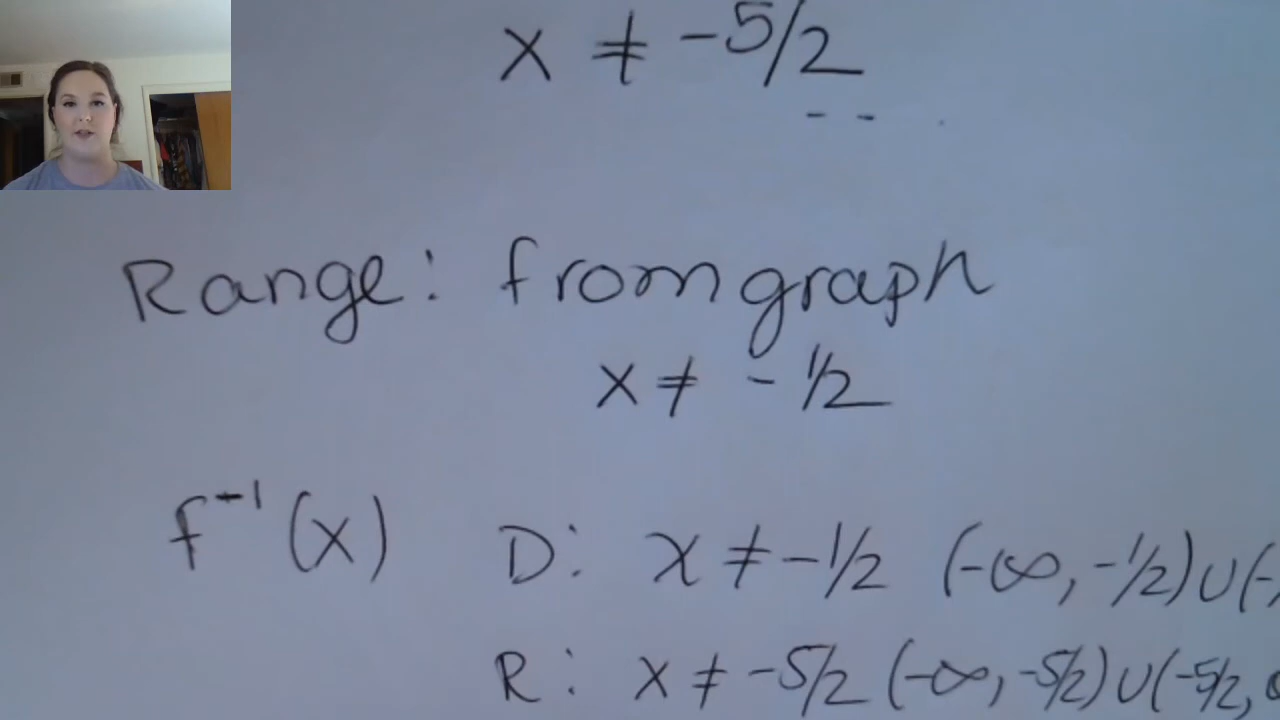 x ≠ -5/2
Range: from graph
x ≠ - 1/2
f⁻¹(x) D: x ≠ -1/2 (-∞, -1/2)∪(-
R: x ≠ -5/2 (-∞, -5/2)∪(-5/2,